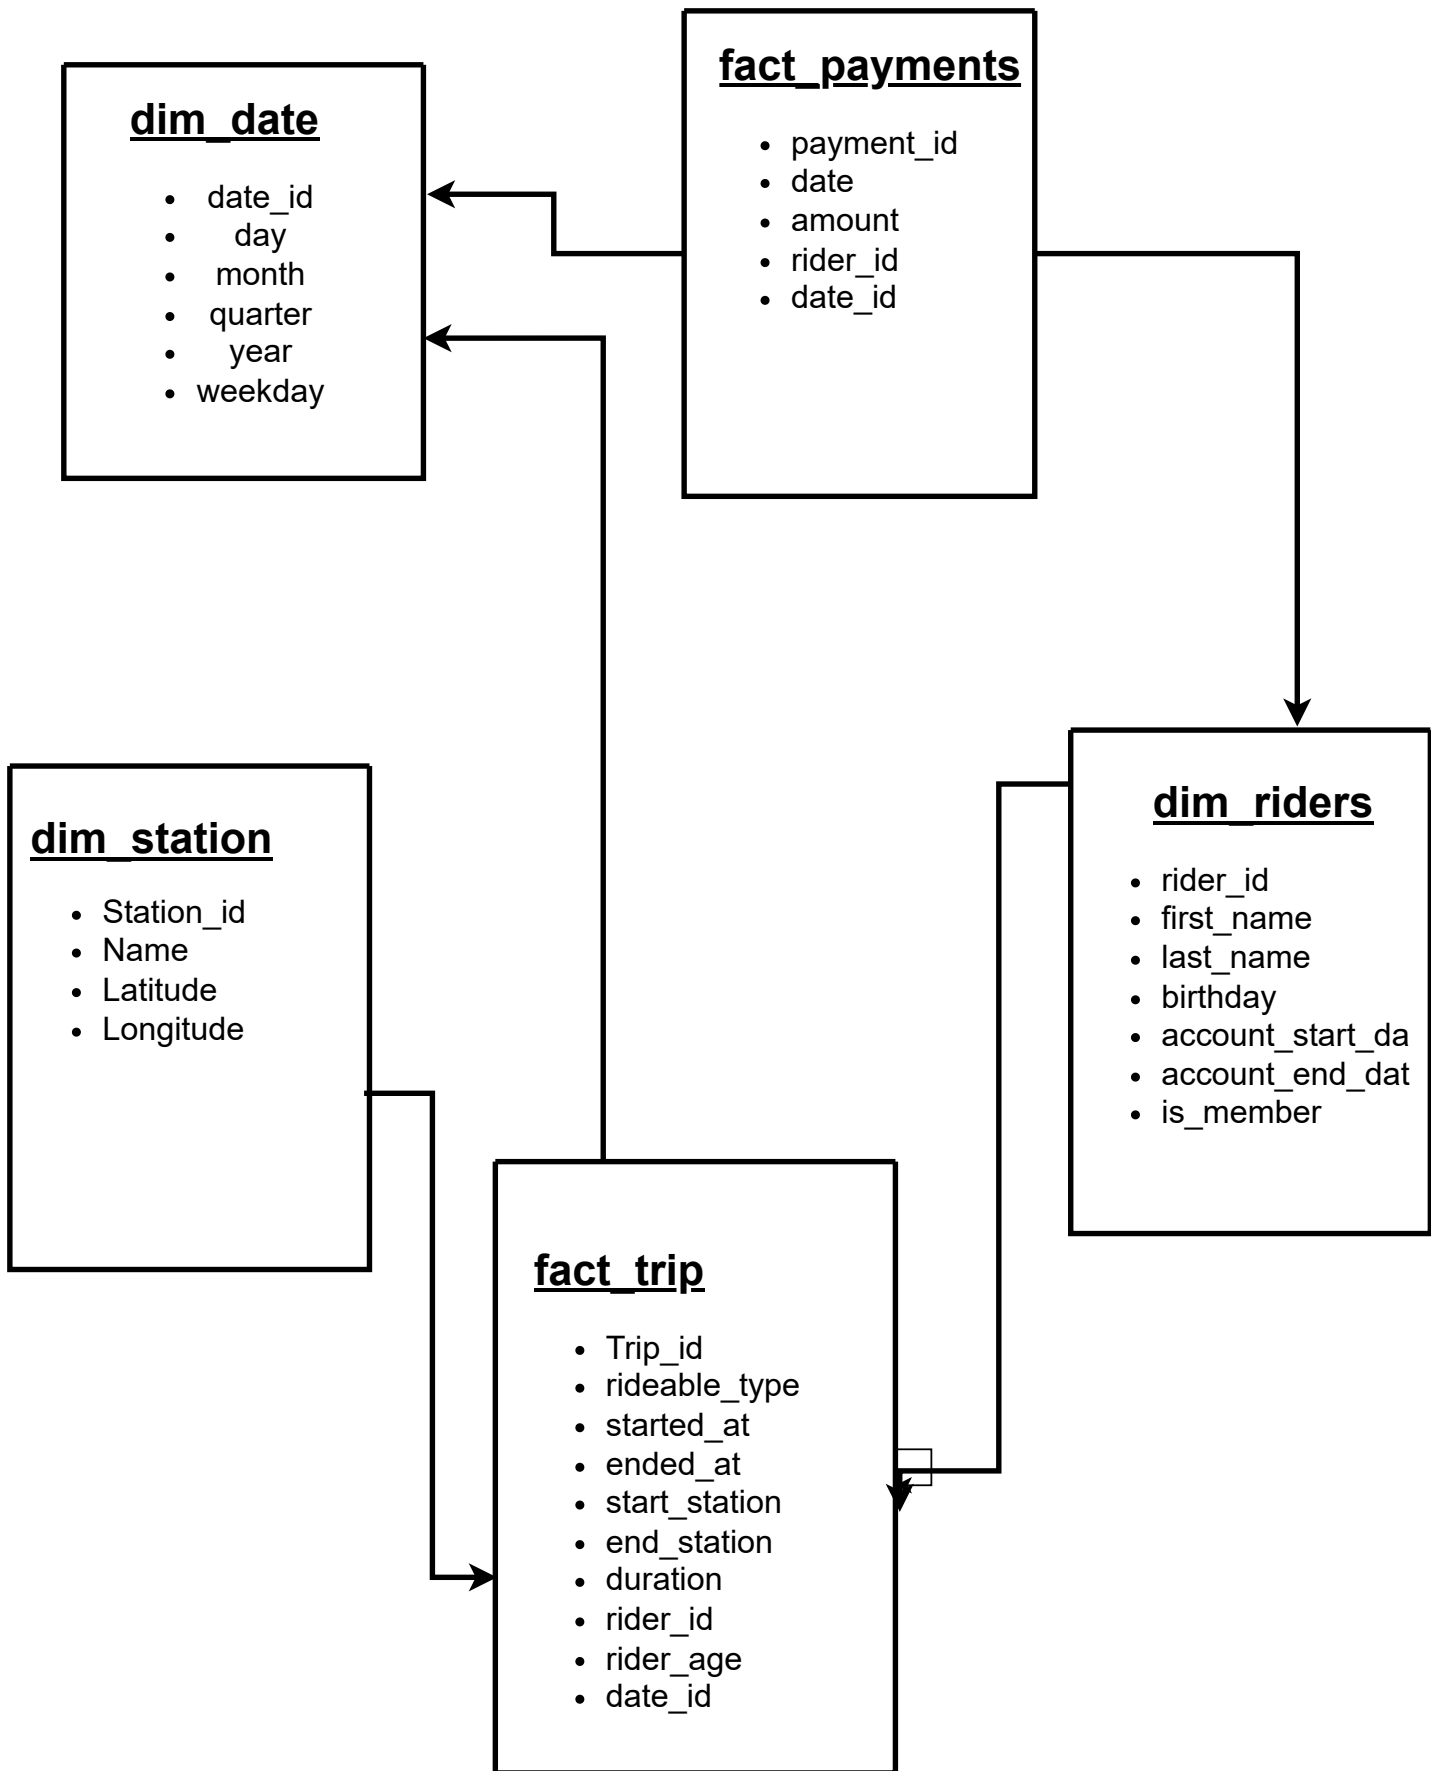 fact_payments
payment_id
date
amount
rider_id
date_id
dim_date
date_id
day
month
quarter
year
weekday
dim_station
Station_id
Name
Latitude
Longitude
dim_riders
rider_id
first_name
last_name
birthday
account_start_da
account_end_dat
is_member
fact_trip
Trip_id
rideable_type
started_at
ended_at
start_station
end_station
duration
rider_id
rider_age
date_id